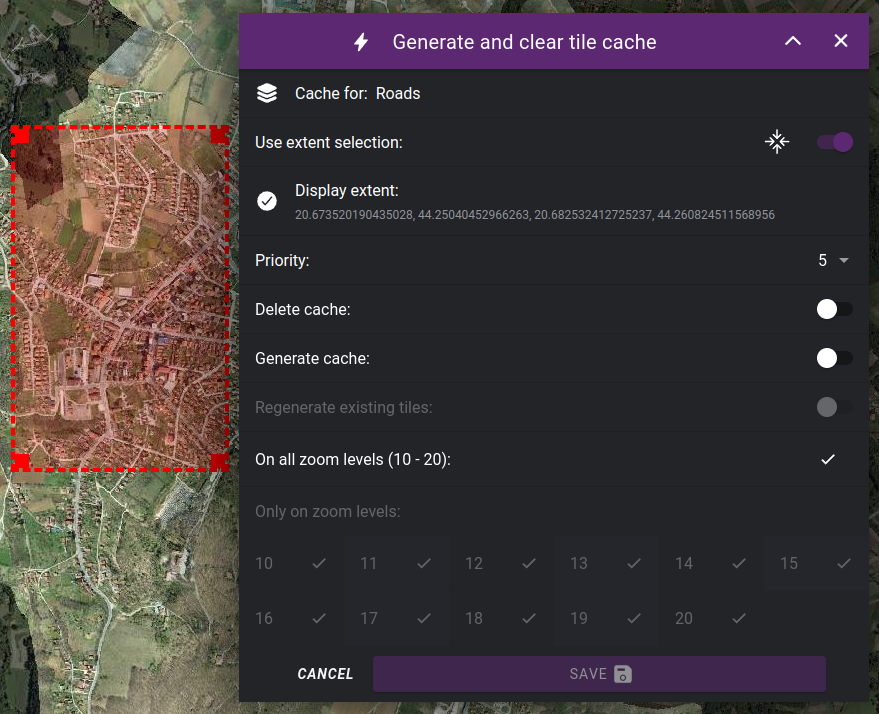 Generate and clear tile cache
Cache for: Roads
Use extent selection:
Display extent:
20.673520190435028, 44.25040452966263, 20.682532412725237, 44.260824511568956
Priority:
5
Delete cache:
Generate cache:
Regenerate existing tiles:
On all zoom levels (10 - 20):
Only on zoom levels:
10 11 12 13 14 15
16 17 18 19 20
CANCEL SAVE